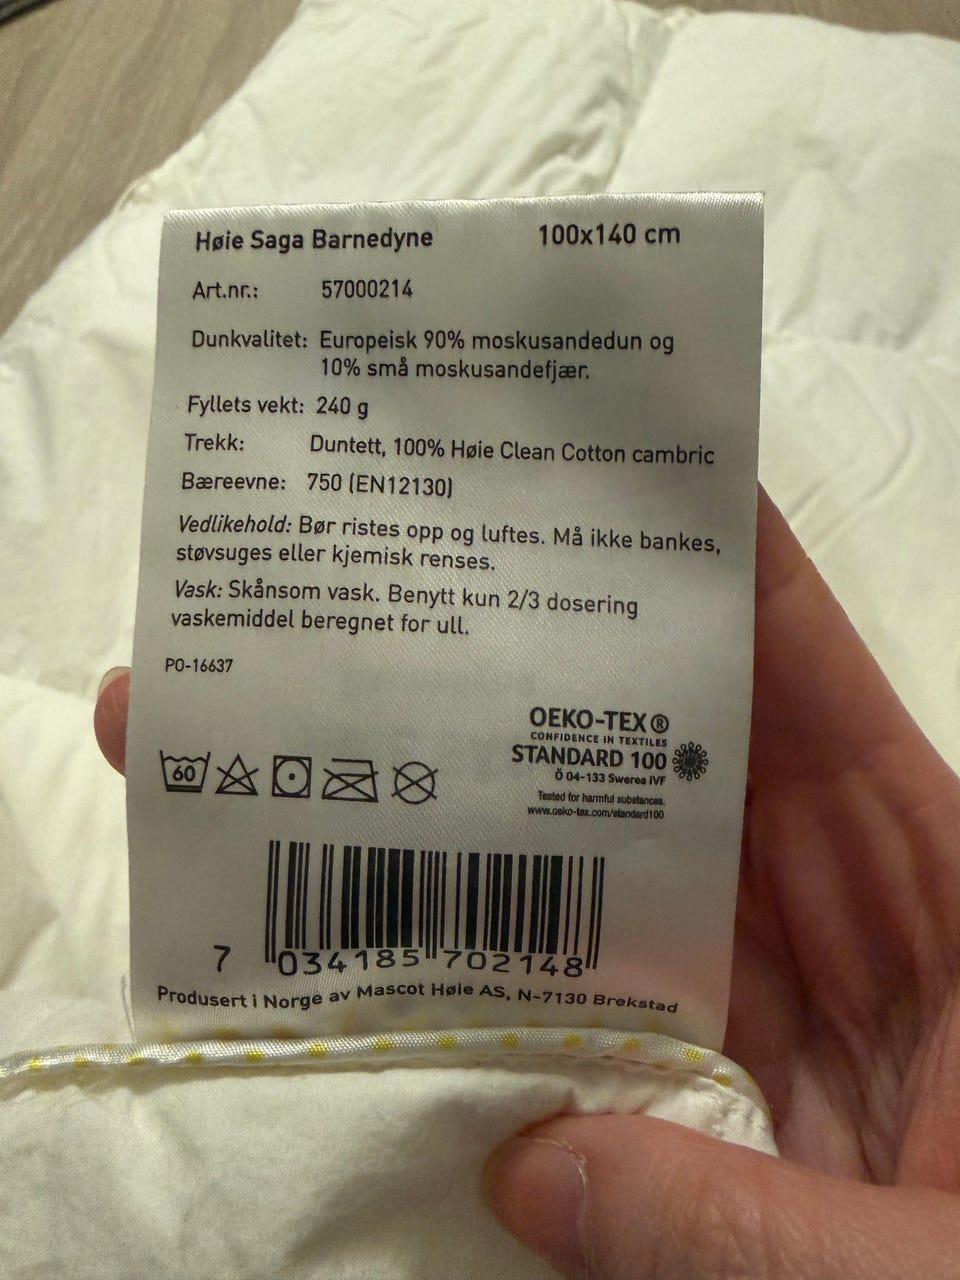 Høie Saga Barnedyne 100x140 cm
Art.nr.: 57000214
Dunkvalitet: Europeisk 90% moskusandedun og
10% små moskusandefjær.
Fyllets vekt: 240 g
Trekk: Duntett, 100% Høie Clean Cotton cambric
Bæreevne: 750 (EN12130)
Vedlikehold: Bør ristes opp og luftes. Må ikke bankes,
støvsuges eller kjemisk renses.
Vask: Skånsom vask. Benytt kun 2/3 dosering
vaskemiddel beregnet for ull.
PO-16637
OEKO-TEX®
CONFIDENCE IN TEXTILES
STANDARD 100
Ö 04-133 Swerea IVF
Tested for harmful substances.
www.oeko-tex.com/standard100
60
7 034185 702148
Produsert i Norge av Mascot Høie AS, N-7130 Brekstad